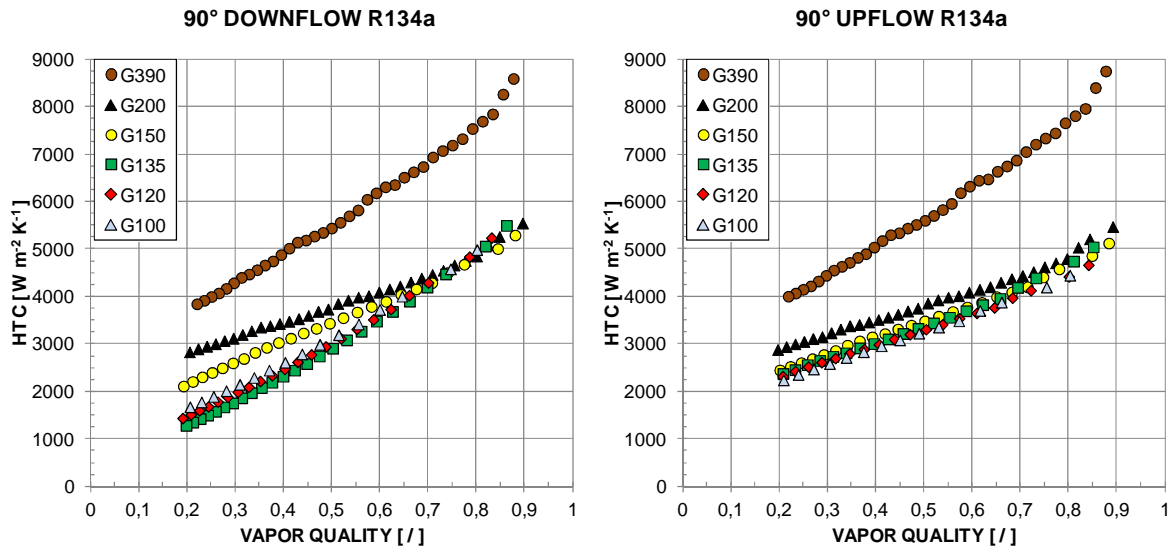 90° DOWNFLOW R134a
9000
8000
7000
6000
5000
4000
3000
2000
1000
0
HTC [ W m⁻² K⁻¹]
G390
G200
G150
G135
G120
G100
0 0,1 0,2 0,3 0,4 0,5 0,6 0,7 0,8 0,9 1
VAPOR QUALITY [ / ]
90° UPFLOW R134a
9000
8000
7000
6000
5000
4000
3000
2000
1000
0
HTC [ W m⁻² K⁻¹]
G390
G200
G150
G135
G120
G100
0 0,1 0,2 0,3 0,4 0,5 0,6 0,7 0,8 0,9 1
VAPOR QUALITY [ / ]